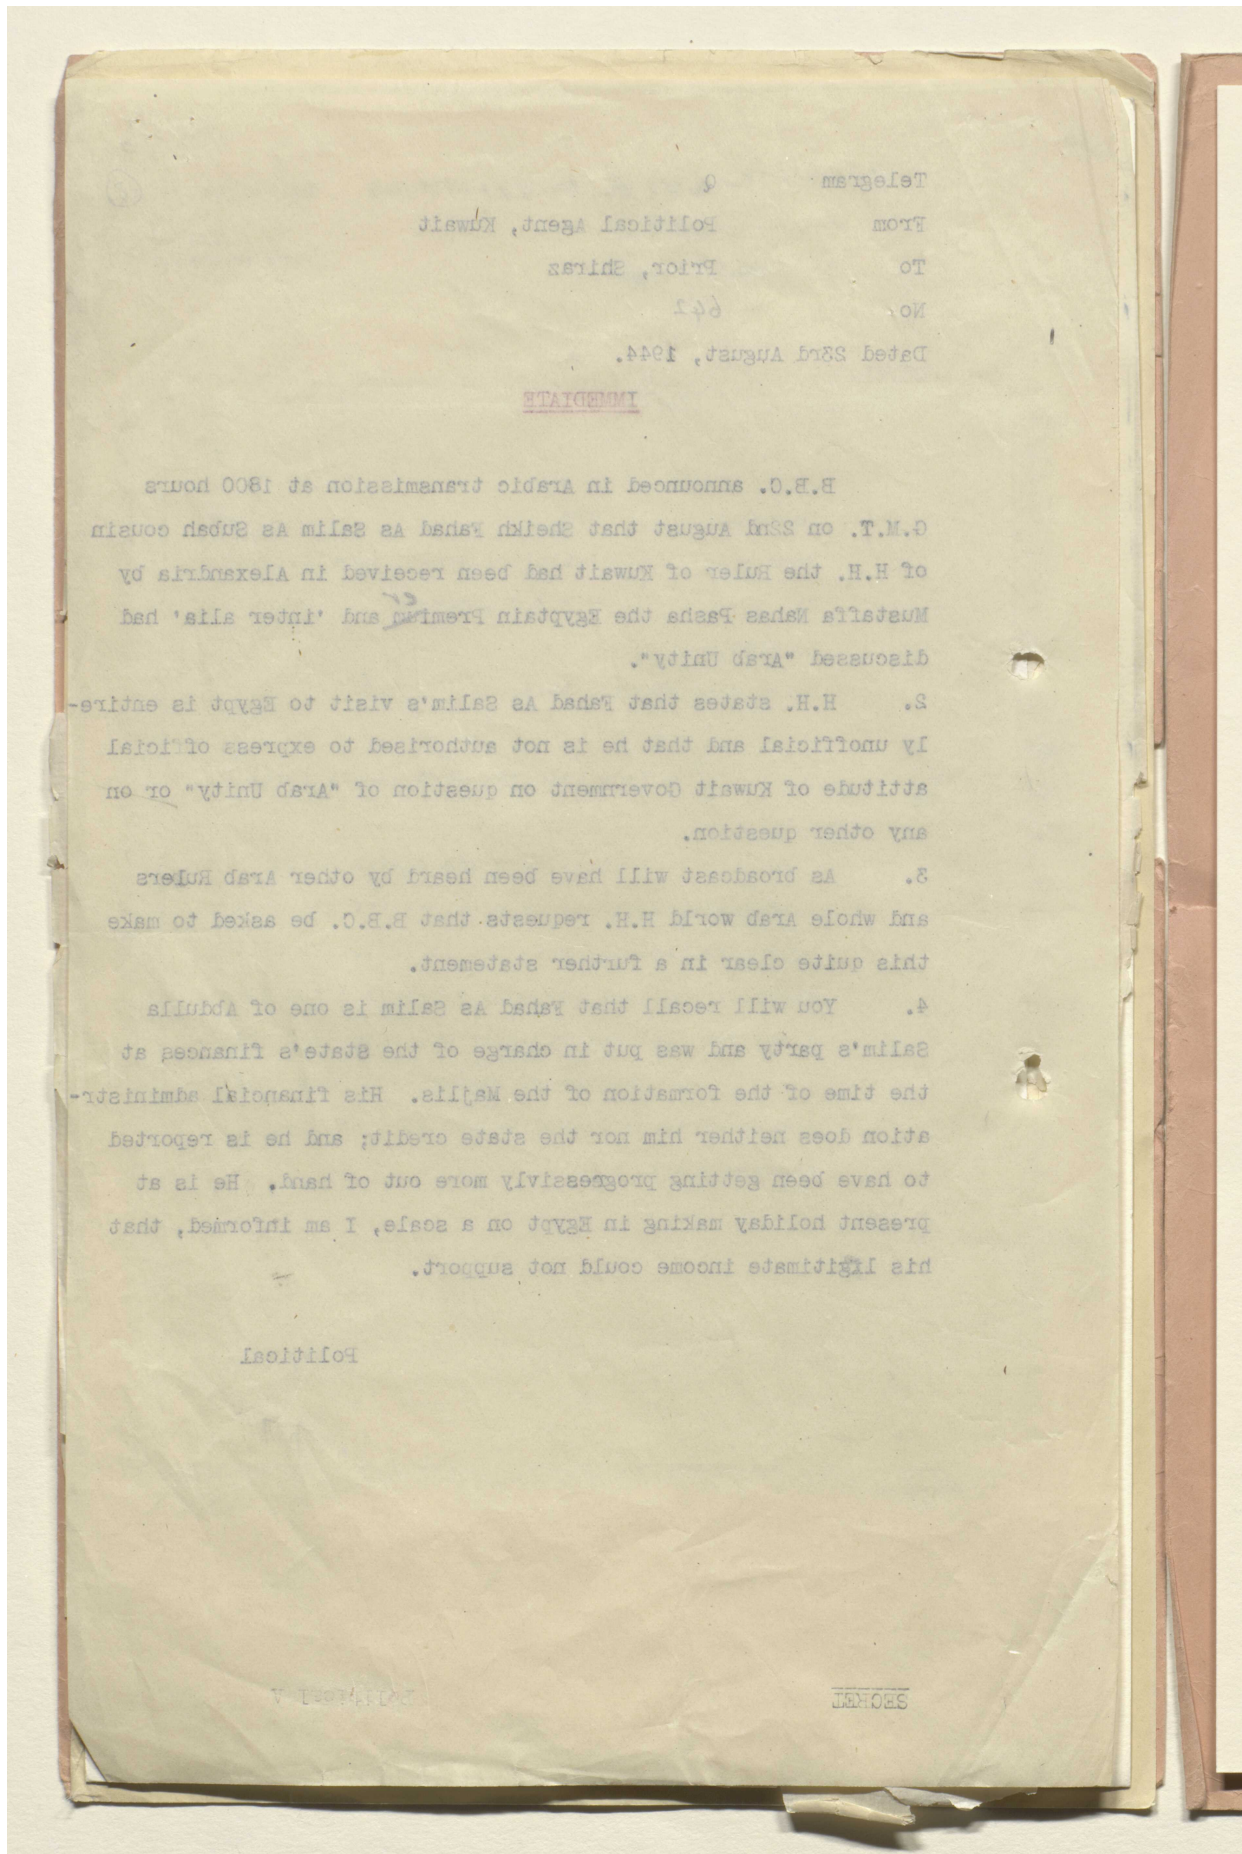 Telegram Q
From Political Agent, Kuwait
To Prior, Shiraz
No 642
Dated 23rd August, 1944.
IMMEDIATE
B.B.C. announced in Arabic transmission at 1800 hours
G.M.T. on 22nd August that Sheikh Fahad As Salim As Subah cousin
of H.H. the Ruler of Kuwait had been received in Alexandria by
Mustaffa Nahas Pasha the Egyptain Premium er and 'inter alia' had
discussed "Arab Unity".
2. H.H. states that Fahad As Salim's visit to Egypt is entire-
ly unofficial and that he is not authorised to express official
attitude of Kuwait Government on question of "Arab Unity" or on
any other question.
3. As broadcast will have been heard by other Arab Rulers
and whole Arab world H.H. requests that B.B.C. be asked to make
this quite clear in a further statement.
4. You will recall that Fahad As Salim is one of Abdulla
Salim's party and was put in charge of the State's finances at
the time of the formation of the Majlis. His financial administr-
ation does neither him nor the state credit; and he is reported
to have been getting progressivly more out of hand. He is at
present holiday making in Egypt on a scale, I am informed, that
his ligitimate income could not support.
Political
SECRET